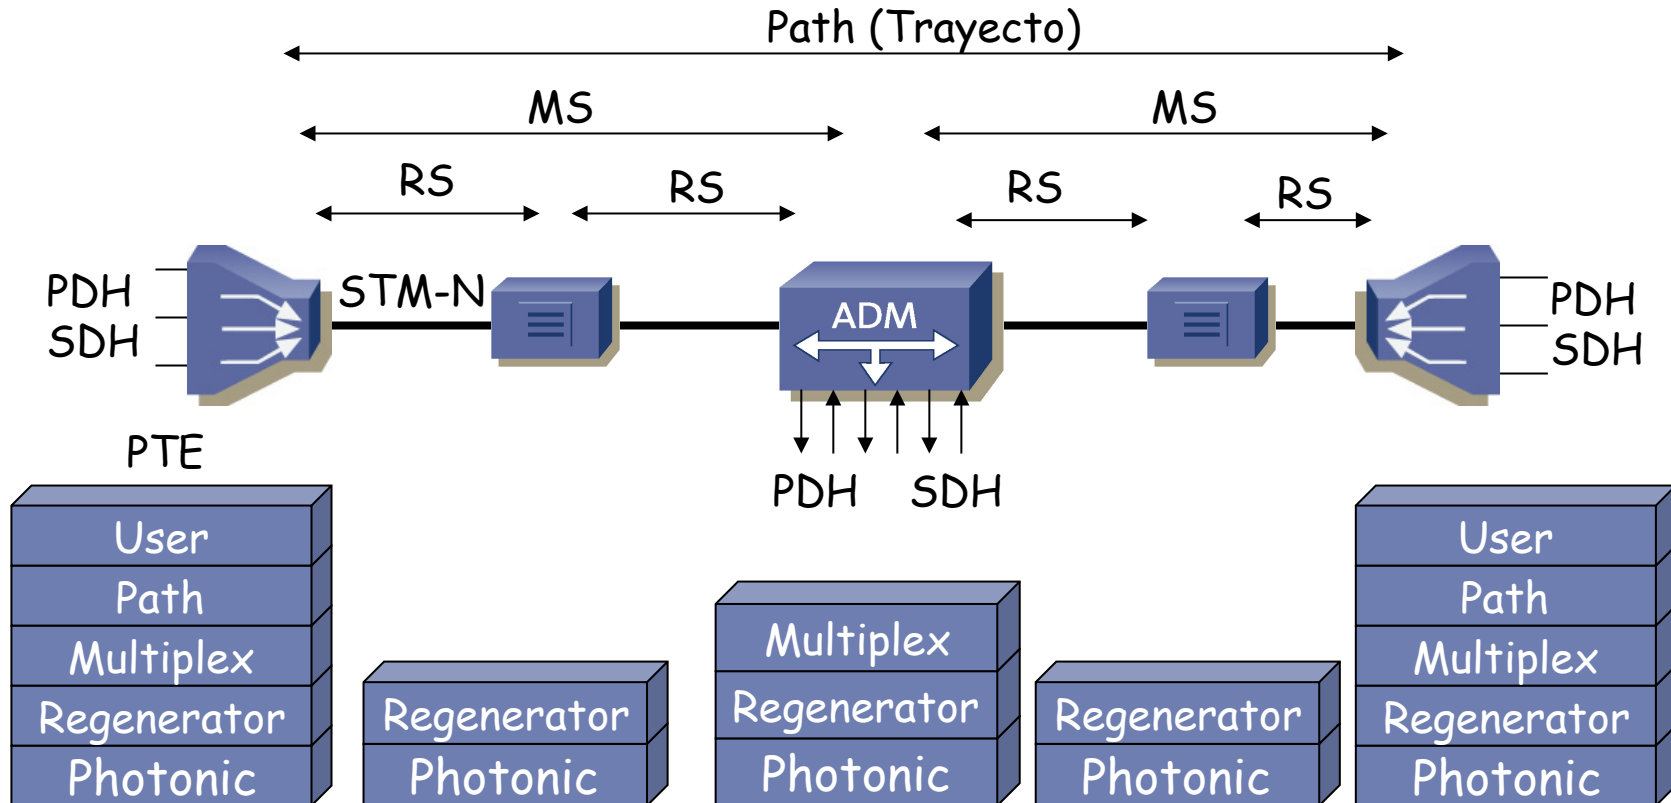 Path (Trayecto)
MS
MS
RS
RS
RS
RS
PDH
SDH
STM-N
ADM
PDH
SDH
PTE
PDH
SDH
User
Path
Multiplex
Regenerator
Photonic
Regenerator
Photonic
Multiplex
Regenerator
Photonic
Regenerator
Photonic
User
Path
Multiplex
Regenerator
Photonic